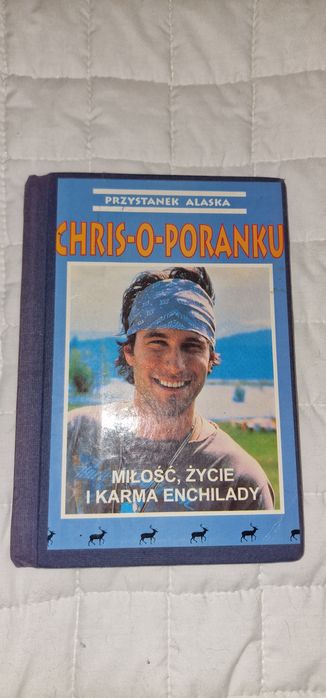 PRZYSTANEK ALASKA
CHRIS-O-PORANKU
MIŁOŚĆ, ŻYCIE
I KARMA ENCHILADY